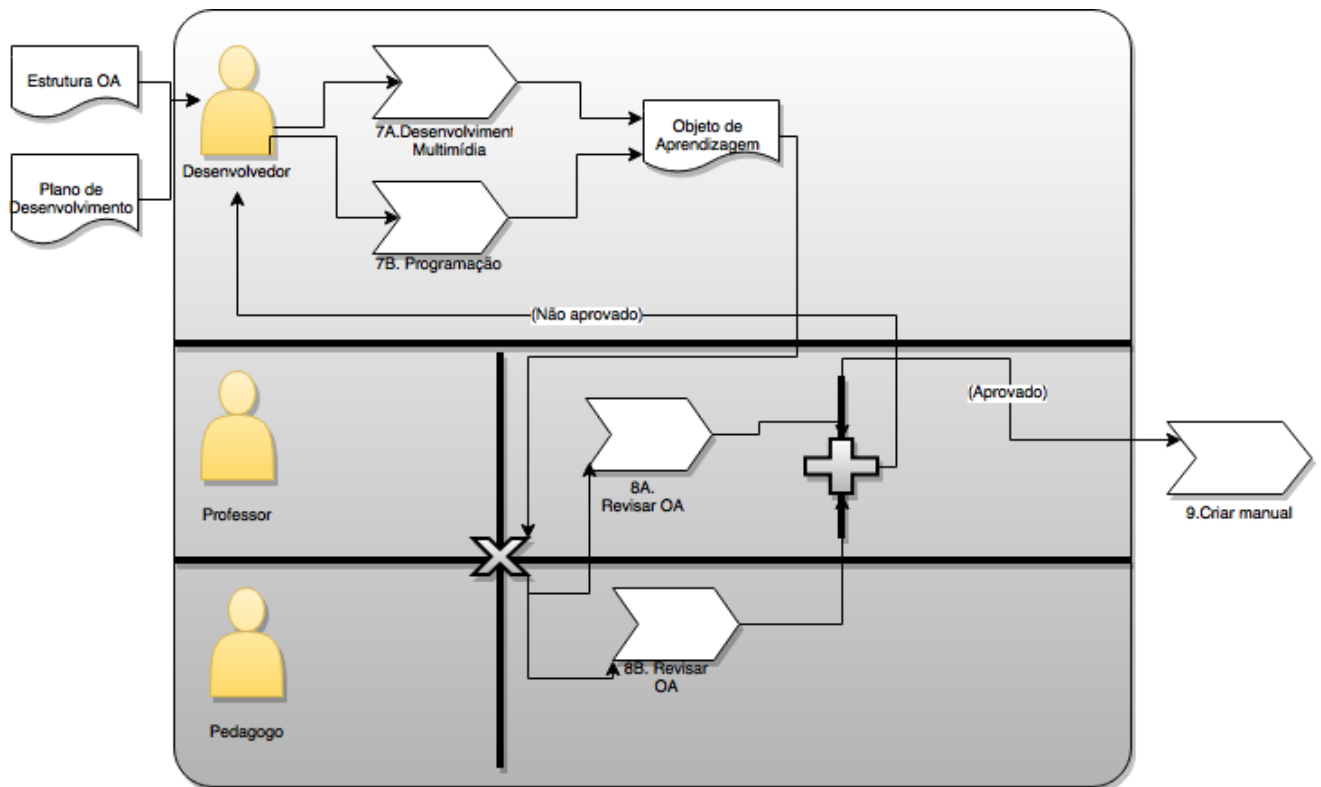 Estrutura OA
Plano de
Desenvolvimento
Desenvolvedor
7A.Desenvolviment
Multimídia
7B. Programação
Objeto de
Aprendizagem
(Não aprovado)
Professor
8A.
Revisar OA
(Aprovado)
9.Criar manual
Pedagogo
8B. Revisar
OA